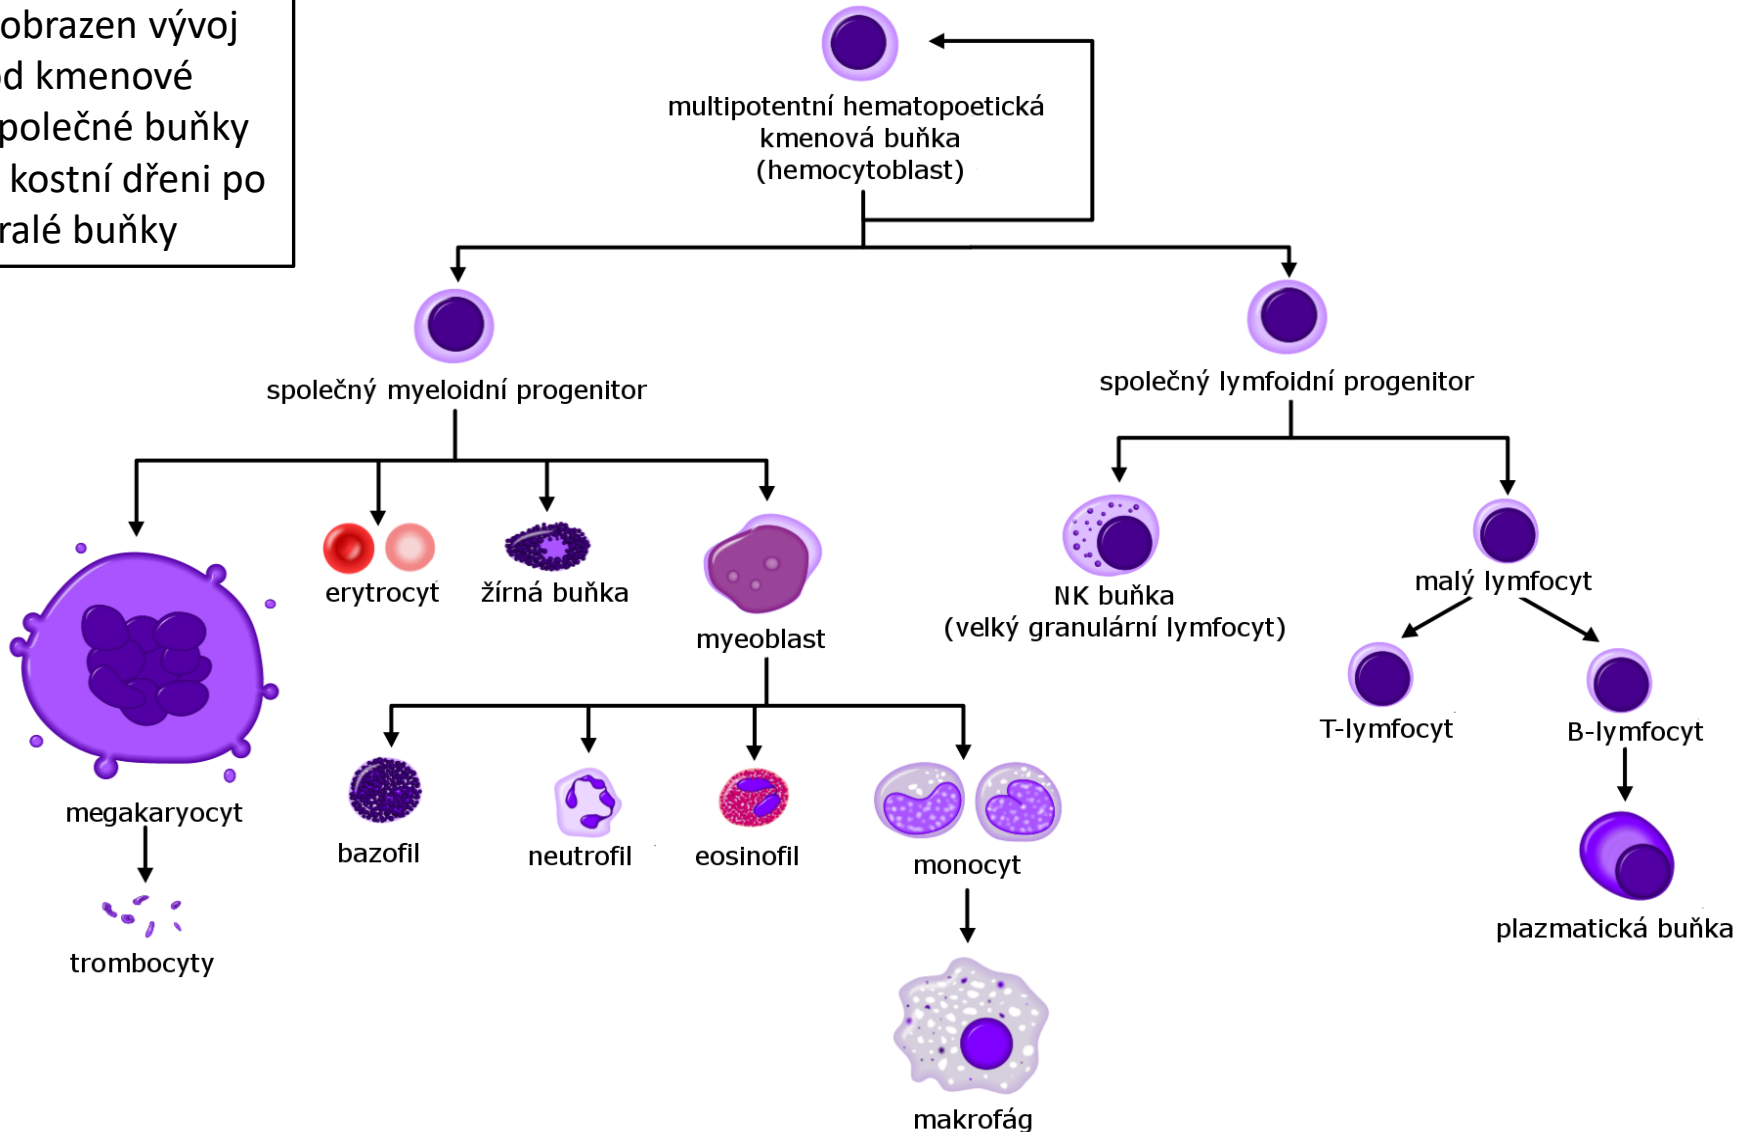 obrazen vývoj
od kmenové
společné buňky
kostní dřeni po
ralé buňky
multipotentní hematopoetická
kmenová buňka
(hemocytoblast)
společný myeloidní progenitor
společný lymfoidní progenitor
erytrocyt
žírná buňka
myeoblast
NK buňka
(velký granulární lymfocyt)
malý lymfocyt
T-lymfocyt
B-lymfocyt
megakaryocyt
bazofil
neutrofil
eosinofil
monocyt
plazmatická buňka
trombocyty
makrofág